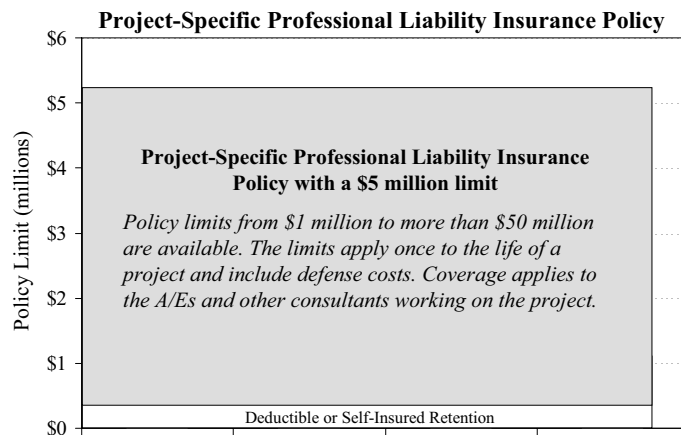 Project-Specific Professional Liability Insurance Policy
$6
$5
$4
$3
$2
$1
$0
Policy Limit (millions)
Project-Specific Professional Liability Insurance
Policy with a $5 million limit
Policy limits from $1 million to more than $50 million
are available. The limits apply once to the life of a
project and include defense costs. Coverage applies to
the A/Es and other consultants working on the project.
Deductible or Self-Insured Retention